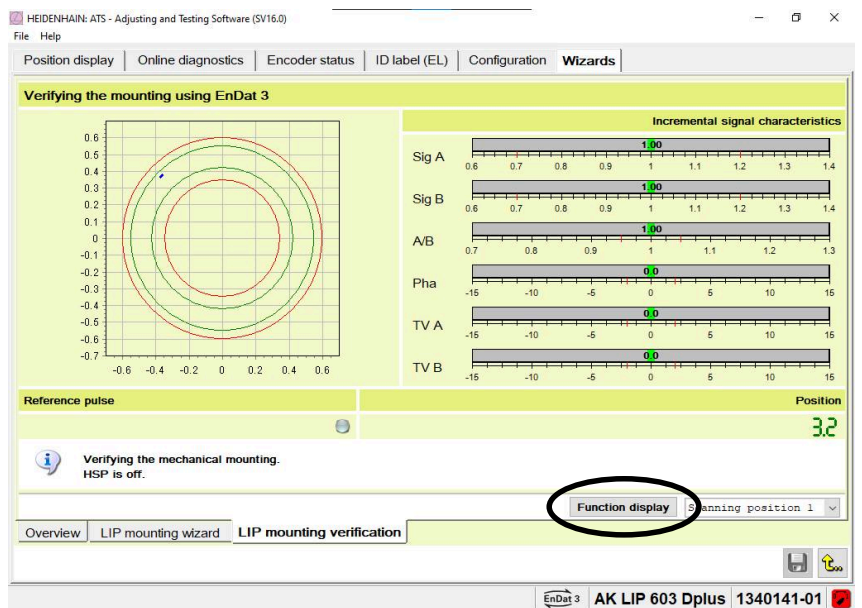 HEIDENHAIN: ATS - Adjusting and Testing Software (SV16.0)
File Help
Position display Online diagnostics Encoder status ID label (EL) Configuration Wizards
Verifying the mounting using EnDat 3
Incremental signal characteristics
0.6
0.5
0.4
0.3
0.2
0.1
0
-0.1
-0.2
-0.3
-0.4
-0.5
-0.6
-0.7
-0.6 -0.4 -0.2 0 0.2 0.4 0.6
Sig A 1.00
0.6 0.7 0.8 0.9 1 1.1 1.2 1.3 1.4
Sig B 1.00
0.6 0.7 0.8 0.9 1 1.1 1.2 1.3 1.4
A/B 1.00
0.7 0.8 0.9 1 1.1 1.2 1.3
Pha 0.0
-15 -10 -5 0 5 10 15
TV A 0.0
-15 -10 -5 0 5 10 15
TV B 0.0
-15 -10 -5 0 5 10 15
Reference pulse Position
3.2
Verifying the mechanical mounting.
HSP is off.
Function display Scanning position 1
Overview LIP mounting wizard LIP mounting verification
EnDat 3 AK LIP 603 Dplus 1340141-01